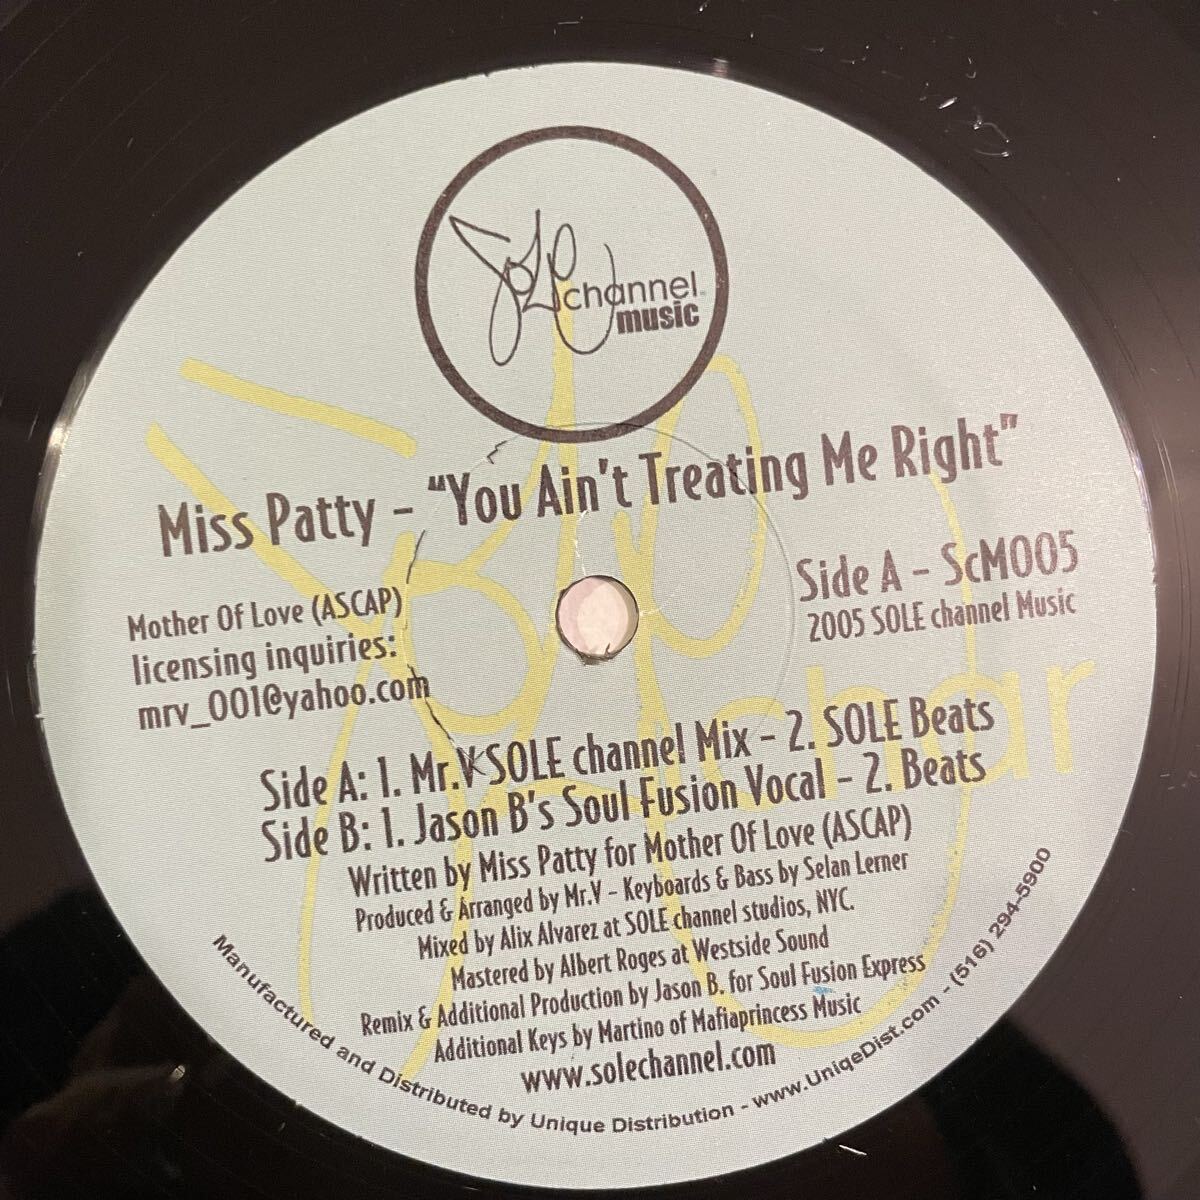 SOLE channel
music
Miss Patty - "You Ain't Treating Me Right"
Side A - ScM005
2005 SOLE channel Music
Mother Of Love (ASCAP)
licensing inquiries:
mrv_001@yahoo.com
Side A: 1. Mr.V SOLE channel Mix - 2. SOLE Beats
Side B: 1. Jason B's Soul Fusion Vocal - 2. Beats
Written by Miss Patty for Mother Of Love (ASCAP)
Produced & Arranged by Mr.V - Keyboards & Bass by Selan Lerner
Mixed by Alix Alvarez at SOLE channel studios, NYC.
Mastered by Albert Roges at Westside Sound
Remix & Additional Production by Jason B. for Soul Fusion Express
Additional Keys by Martino of Mafiaprincess Music
www.solechannel.com
Manufactured and Distributed by Unique Distribution - www.UniqeDist.com - (516) 294-5900